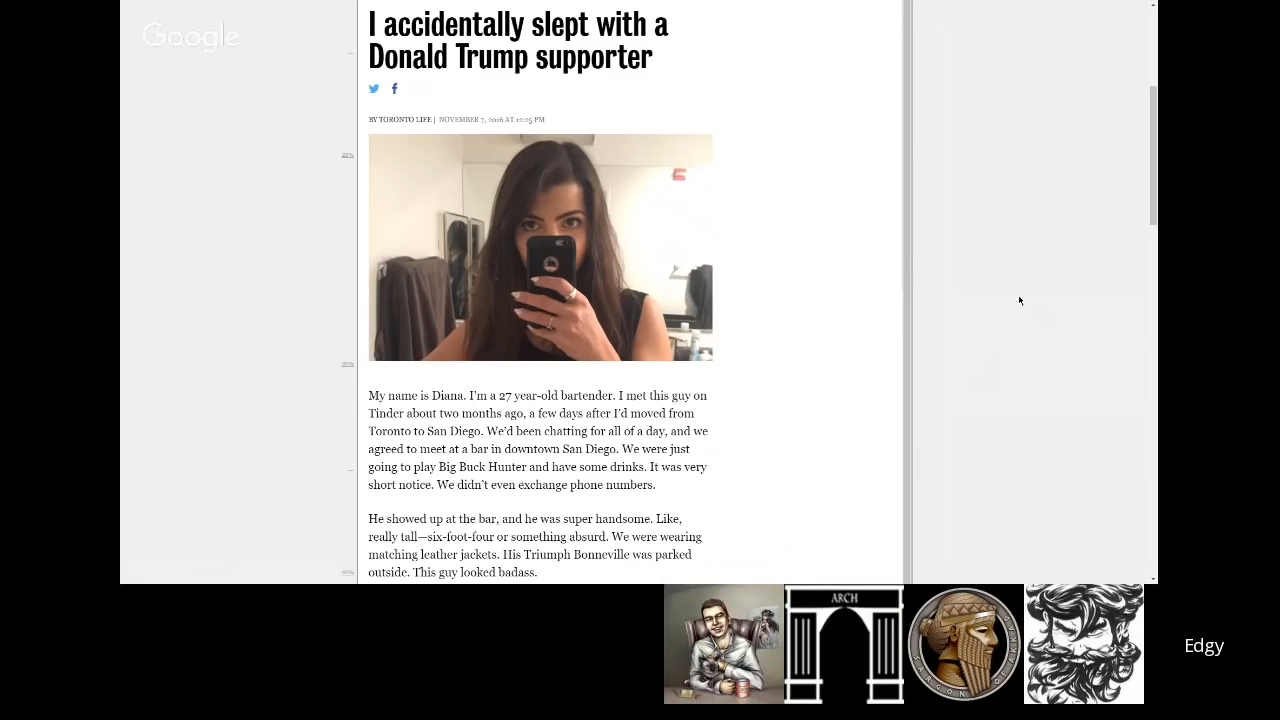 Google
I accidentally slept with a
Donald Trump supporter
BY TORONTO LIFE | NOVEMBER 7, 2016 AT 12:25 PM
My name is Diana. I’m a 27 year-old bartender. I met this guy on
Tinder about two months ago, a few days after I’d moved from
Toronto to San Diego. We’d been chatting for all of a day, and we
agreed to meet at a bar in downtown San Diego. We were just
going to play Big Buck Hunter and have some drinks. It was very
short notice. We didn’t even exchange phone numbers.
He showed up at the bar, and he was super handsome. Like,
really tall—six-foot-four or something absurd. We were wearing
matching leather jackets. His Triumph Bonneville was parked
outside. This guy looked badass.
ARCH
SARGON OF AKKAD
Edgy